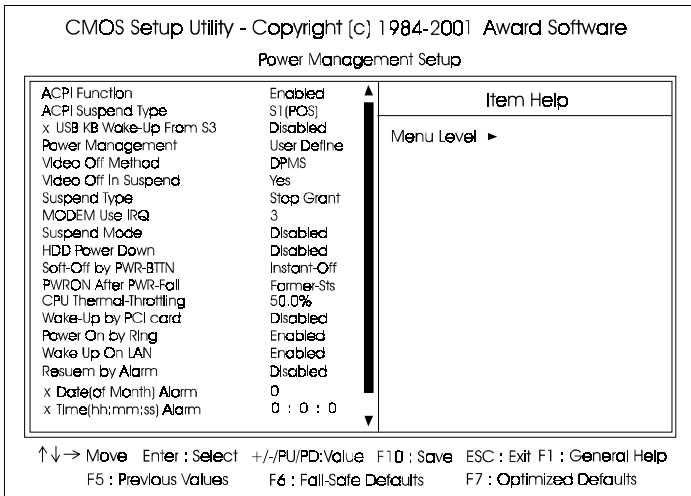 CMOS Setup Utility - Copyright (c) 1984-2001 Award Software
Power Management Setup
ACPI Function Enabled
ACPI Suspend Type S1(POS)
x USB KB Wake-Up From S3 Disabled
Power Management User Define
Video Off Method DPMS
Video Off In Suspend Yes
Suspend Type Stop Grant
MODEM Use IRQ 3
Suspend Mode Disabled
HDD Power Down Disabled
Soft-Off by PWR-BTTN Instant-Off
PWRON After PWR-Fail Former-Sts
CPU Thermal-Throttling 50.0%
Wake-Up by PCI card Disabled
Power On by Ring Enabled
Wake Up On LAN Enabled
Resuem by Alarm Disabled
x Date(of Month) Alarm 0
x Time(hh:mm:ss) Alarm 0 : 0 : 0
Item Help
Menu Level ►
↑↓→ Move Enter : Select +/-/PU/PD:Value F10 : Save ESC : Exit F1 : General Help
F5 : Previous Values F6 : Fail-Safe Defaults F7 : Optimized Defaults